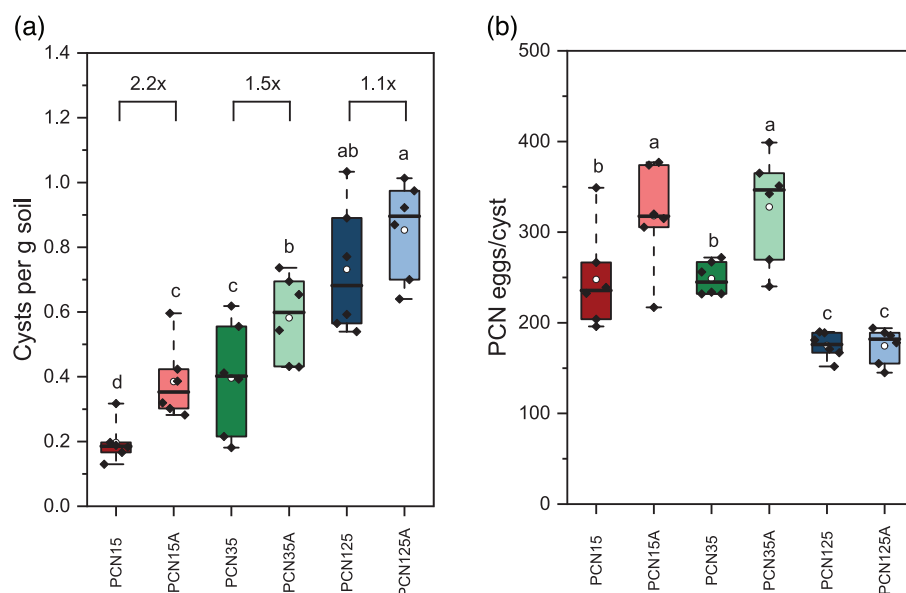 (a)
Cysts per g soil
1.4
1.2
1.0
0.8
0.6
0.4
0.2
0.0
2.2x
1.5x
1.1x
d
c
c
b
ab
a
PCN15
PCN15A
PCN35
PCN35A
PCN125
PCN125A
(b)
PCN eggs/cyst
500
400
300
200
100
0
b
a
b
a
c
c
PCN15
PCN15A
PCN35
PCN35A
PCN125
PCN125A